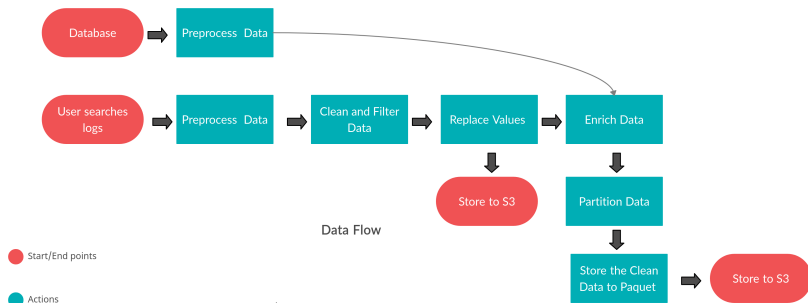 Database
Preprocess Data
User searches
logs
Preprocess Data
Clean and Filter
Data
Replace Values
Enrich Data
Store to S3
Partition Data
Data Flow
Start/End points
Store the Clean
Data to Paquet
Store to S3
Actions